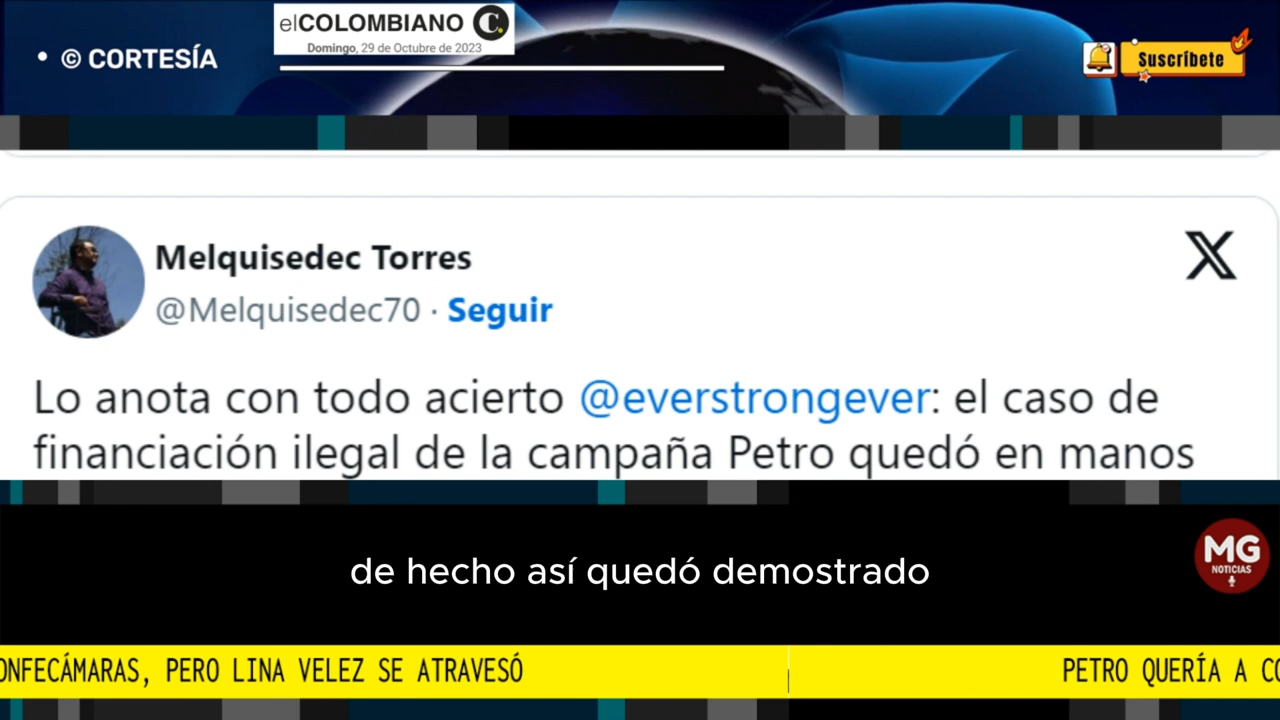 • © CORTESÍA
elCOLOMBIANO C.
Domingo, 29 de Octubre de 2023
Suscríbete
Melquisedec Torres
@Melquisedec70 · Seguir
X
Lo anota con todo acierto @everstrongever: el caso de
financiación ilegal de la campaña Petro quedó en manos
de hecho así quedó demostrado
MG
NOTICIAS
ONFECÁMARAS, PERO LINA VELEZ SE ATRAVESÓ
PETRO QUERÍA A CO